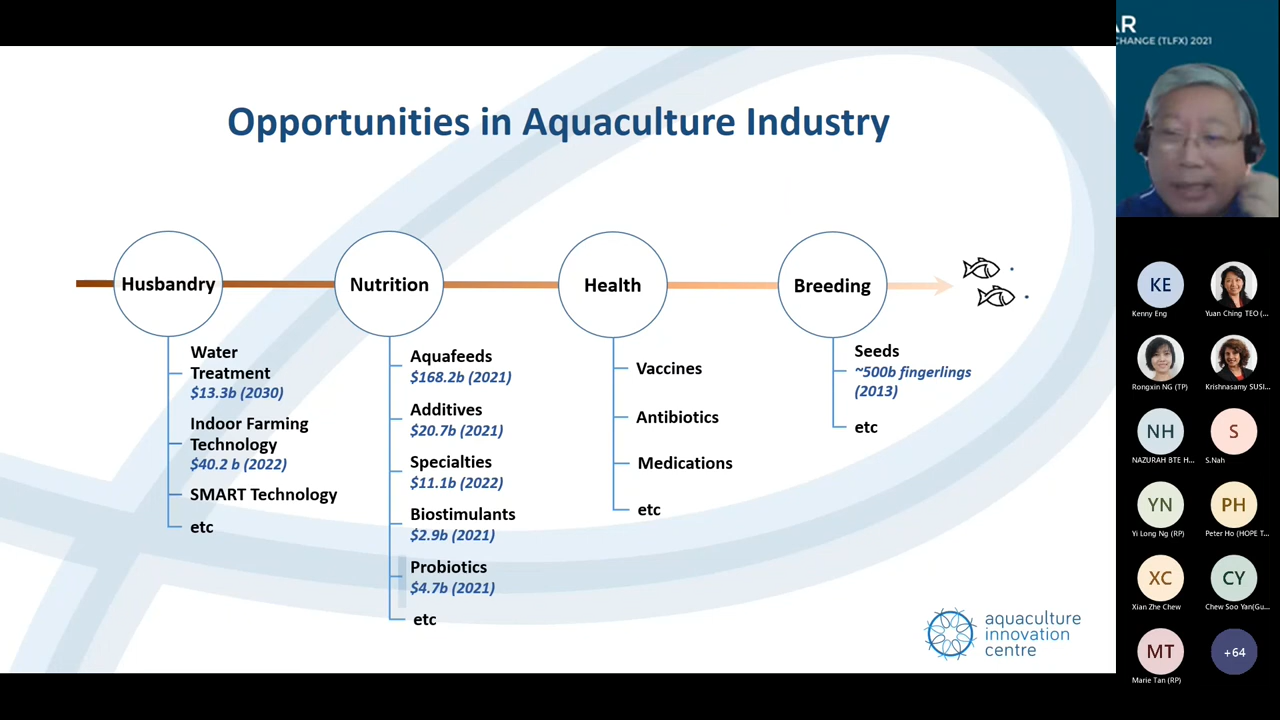 Opportunities in Aquaculture Industry
Husbandry
Water
Treatment
$13.3b (2030)
Indoor Farming
Technology
$40.2 b (2022)
SMART Technology
etc
Nutrition
Aquafeeds
$168.2b (2021)
Additives
$20.7b (2021)
Specialties
$11.1b (2022)
Biostimulants
$2.9b (2021)
Probiotics
$4.7b (2021)
etc
Health
Vaccines
Antibiotics
Medications
etc
Breeding
Seeds
~500b fingerlings
(2013)
etc
aquaculture
innovation
centre
AR
CHANGE (TLFX) 2021
KE
Kenny Eng
Yuan Ching TEO (...
Rongxin NG (TP)
Krishnasamy SUSI...
NH
NAZURAH BTE H...
S
S.Nah
YN
Yi Long Ng (RP)
PH
Peter Ho (HOPE T...
XC
Xian Zhe Chew
CY
Chew Soo Yan(Gu...
MT
Marie Tan (RP)
+64